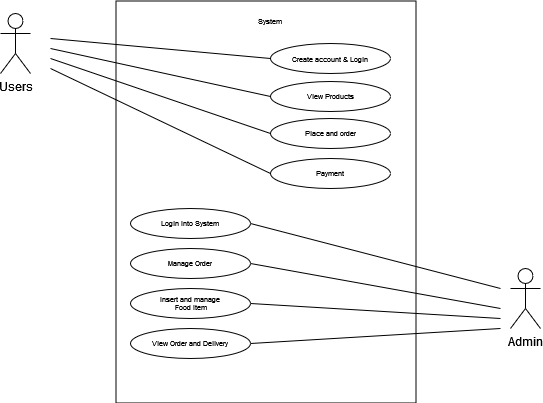 System
Create account & Login
Users
View Products
Place and order
Payment
Login into System
Manage Order
Insert and manage
Food item
Admin
View Order and Delivery